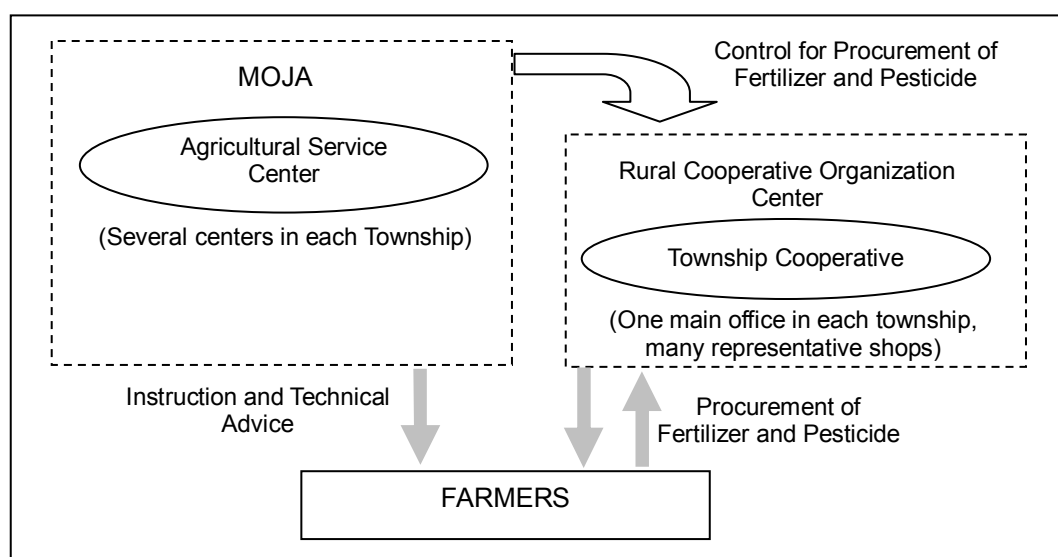 MOJA
Agricultural Service
Center
(Several centers in each Township)
Control for Procurement of
Fertilizer and Pesticide
Rural Cooperative Organization
Center
Township Cooperative
(One main office in each township,
many representative shops)
Instruction and Technical
Advice
Procurement of
Fertilizer and Pesticide
FARMERS